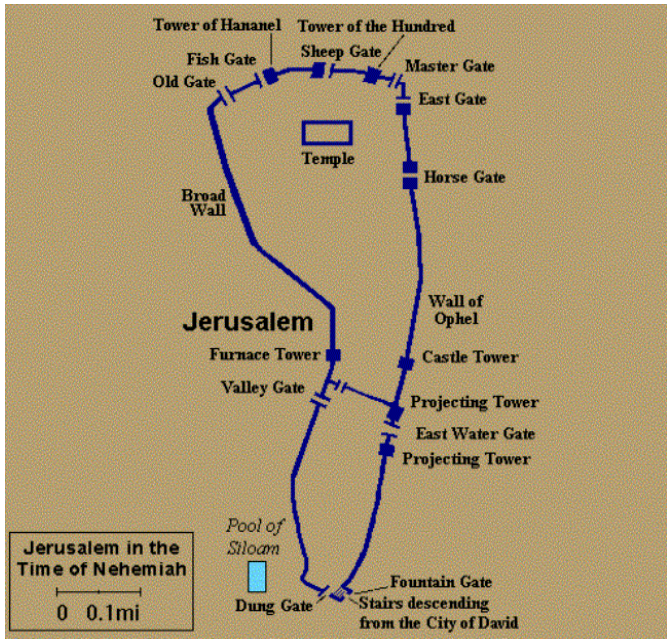 Tower of Hananel
Tower of the Hundred
Fish Gate
Sheep Gate
Master Gate
Old Gate
East Gate
Temple
Horse Gate
Broad
Wall
Wall of
Ophel
Jerusalem
Furnace Tower
Castle Tower
Valley Gate
Projecting Tower
East Water Gate
Projecting Tower
Pool of
Siloam
Jerusalem in the
Time of Nehemiah
0 0.1mi
Fountain Gate
Dung Gate
Stairs descending
from the City of David